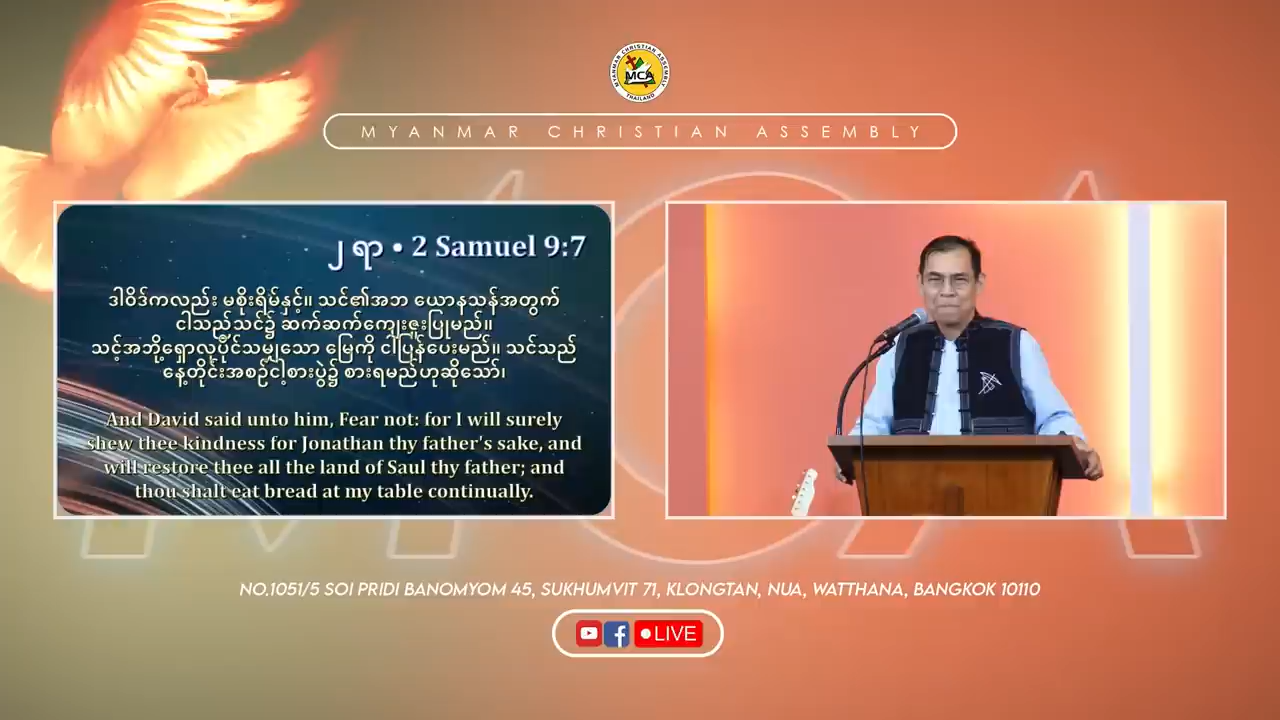 MYANMAR CHRISTIAN ASSEMBLY
MCA
THAILAND
MYANMAR CHRISTIAN ASSEMBLY
၂ ရာ • 2 Samuel 9:7
ဒါဝိဒ်ကလည်း မစိုးရိမ်နှင့်။ သင်၏အဘ ယောနသန်အတွက်
ငါသည်သင်၌ ဆက်ဆက်ကျေးဇူးပြုမည်။
သင့်အဘို့ရှောလုပိုင်သမျှသော မြေကို ငါပြန်ပေးမည်။ သင်သည်
နေ့တိုင်းအစဉ်ငါ့စားပွဲ၌ စားရမည်ဟုဆိုသော်၊
And David said unto him, Fear not: for I will surely
shew thee kindness for Jonathan thy father's sake, and
will restore thee all the land of Saul thy father; and
thou shalt eat bread at my table continually.
MCA
NO.1051/5 SOI PRIDI BANOMYOM 45, SUKHUMVIT 71, KLONGTAN, NUA, WATTHANA, BANGKOK 10110
LIVE